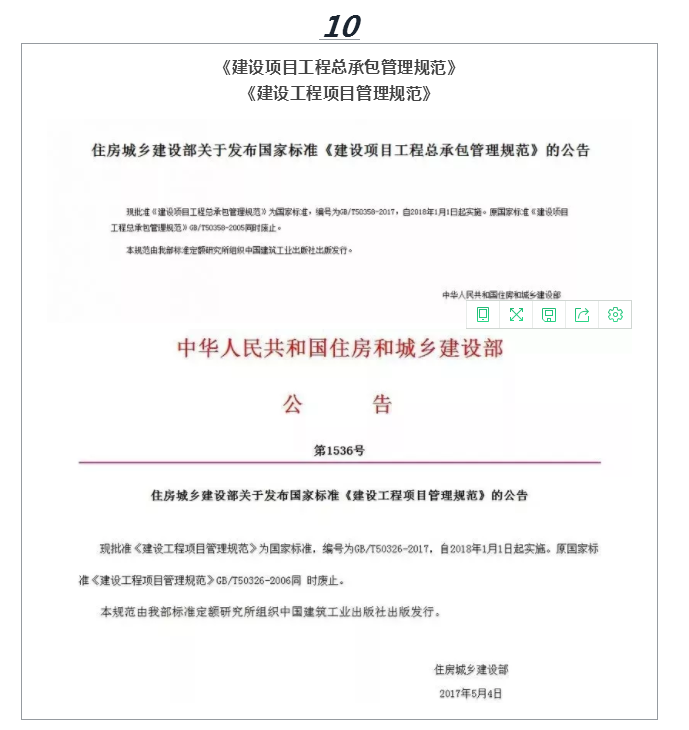 10
《建设项目工程总承包管理规范》
《建设工程项目管理规范》
住房城乡建设部关于发布国家标准《建设项目工程总承包管理规范》的公告
现批准《建设项目工程总承包管理规范》为国家标准，编号为GB/T50358-2017，自2018年1月1日起实施。原国家标准《建设项目
工程总承包管理规范》GB/T50358-2005同时废止。
本规范由我部标准定额研究所组织中国建筑工业出版社出版发行。
中华人民共和国住房和城乡建设部
中华人民共和国住房和城乡建设部
公 告
第1536号
住房城乡建设部关于发布国家标准《建设工程项目管理规范》的公告
现批准《建设工程项目管理规范》为国家标准，编号为GB/T50326-2017，自2018年1月1日起实施。原国家标
准《建设工程项目管理规范》GB/T50326-2006同 时废止。
本规范由我部标准定额研究所组织中国建筑工业出版社出版发行。
住房城乡建设部
2017年5月4日